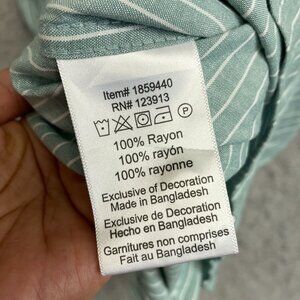 Item# 1859440
RN# 123913
100% Rayon
100% rayón
100% rayonne
Exclusive of Decoration
Made in Bangladesh
Exclusive de Decoration
Hecho en Bangladesh
Garnitures non comprises
Fait au Bangladesh